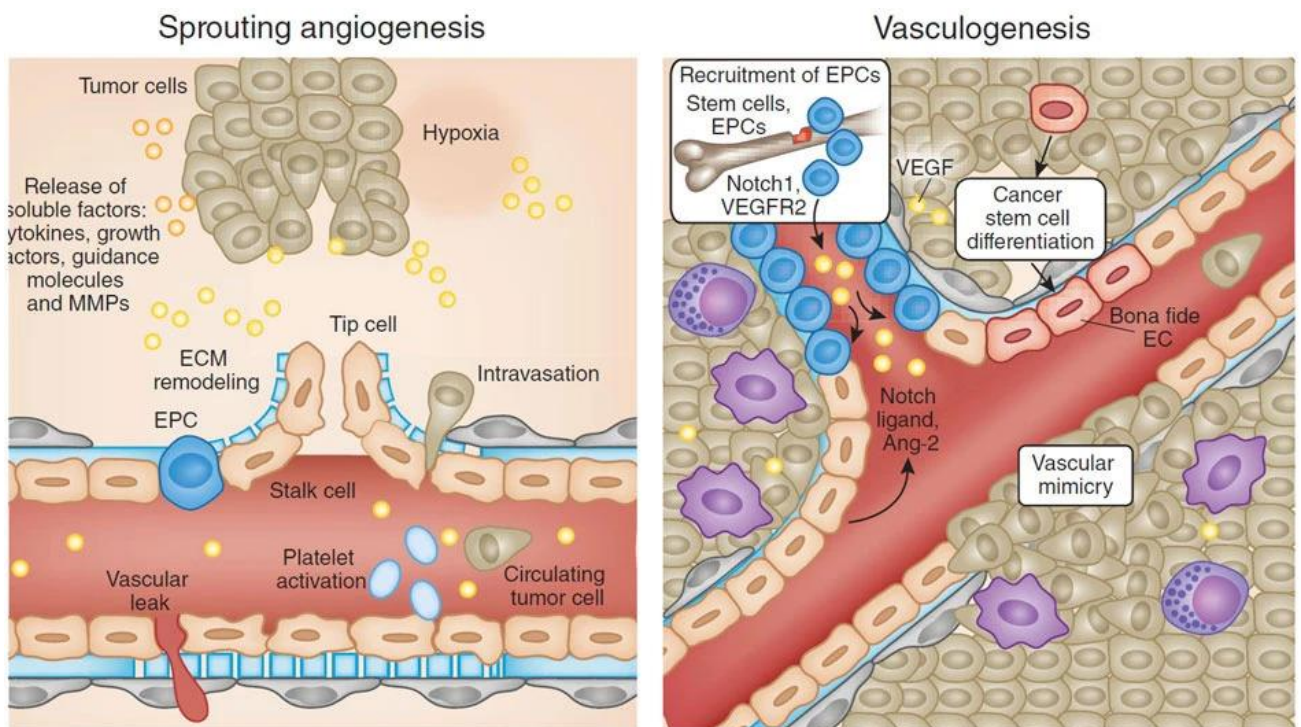 Sprouting angiogenesis
Tumor cells
Hypoxia
Release of
soluble factors:
ytokines, growth
actors, guidance
molecules
and MMPs
Tip cell
ECM
remodeling
Intravasation
EPC
Stalk cell
Platelet
activation
Vascular
leak
Circulating
tumor cell
Vasculogenesis
Recruitment of EPCs
Stem cells,
EPCs
Notch1,
VEGFR2
VEGF
Cancer
stem cell
differentiation
Bona fide
EC
Notch
ligand,
Ang-2
Vascular
mimicry